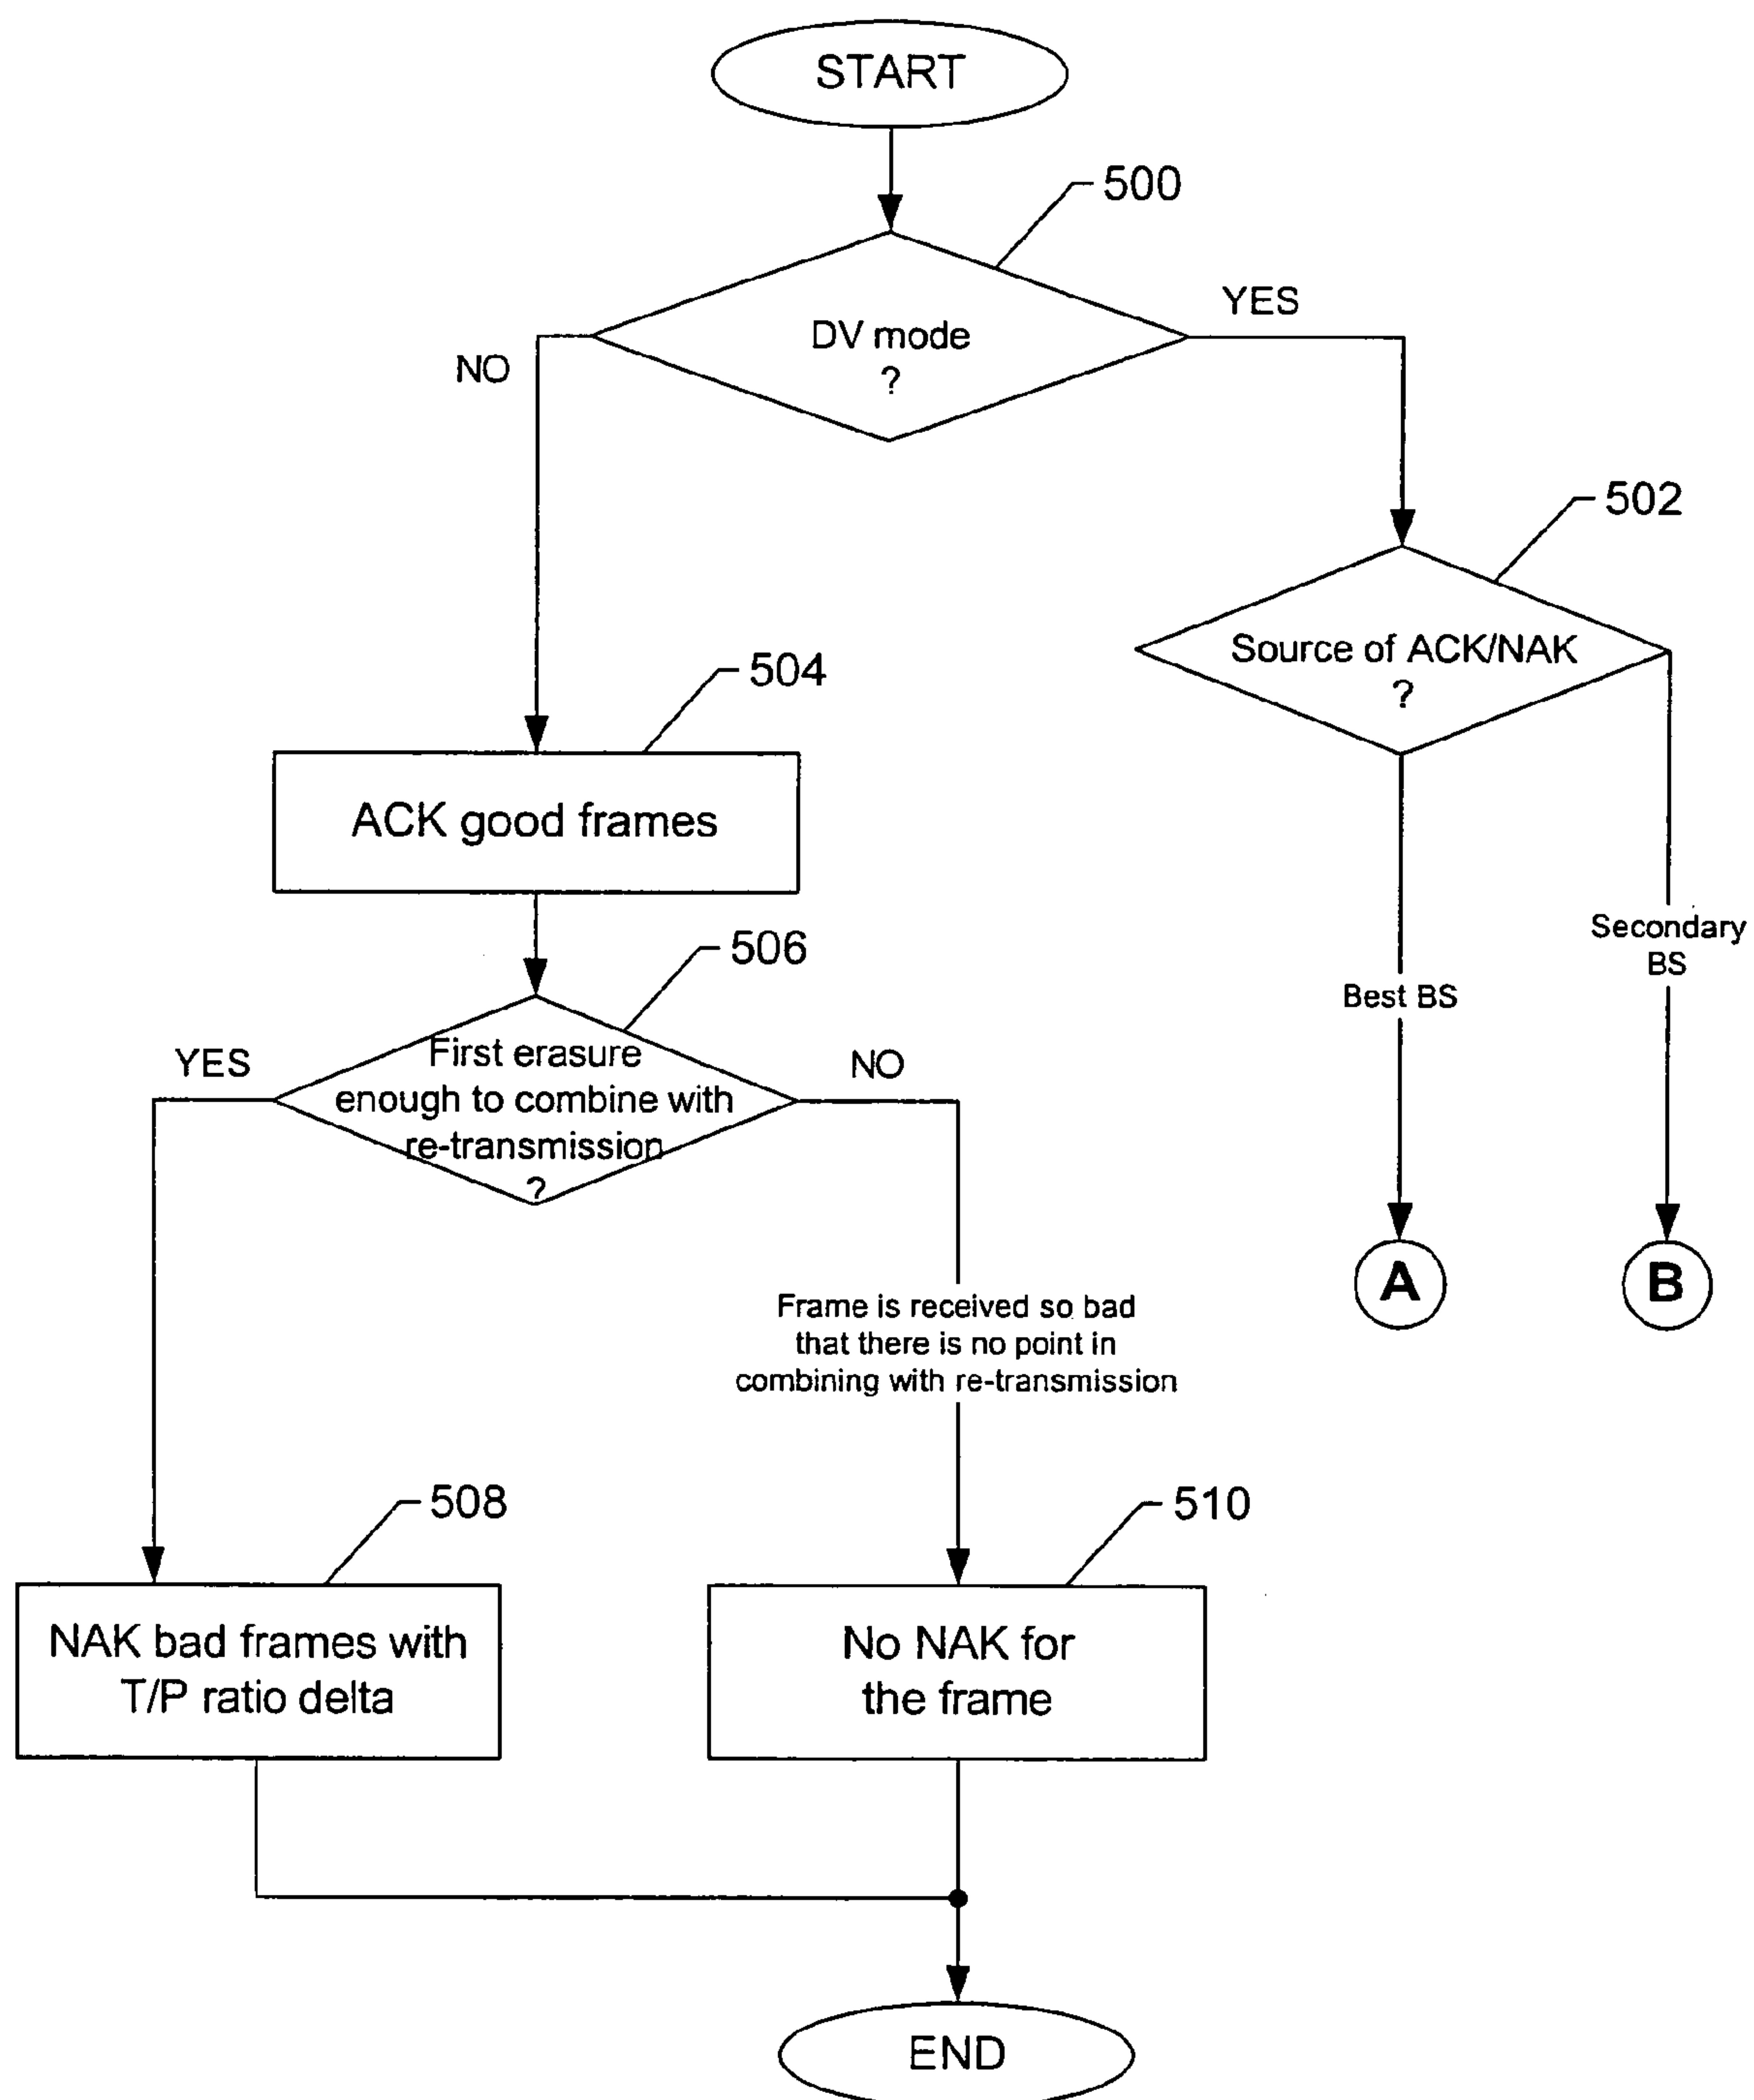 START
500
YES
DV mode
?
NO
502
Source of ACK/NAK
?
504
ACK good frames
Secondary
BS
506
Best BS
First erasure
enough to combine with
re-transmission
?
YES
NO
A
B
Frame is received so bad
that there is no point in
combining with re-transmission
508
510
NAK bad frames with
T/P ratio delta
No NAK for
the frame
END